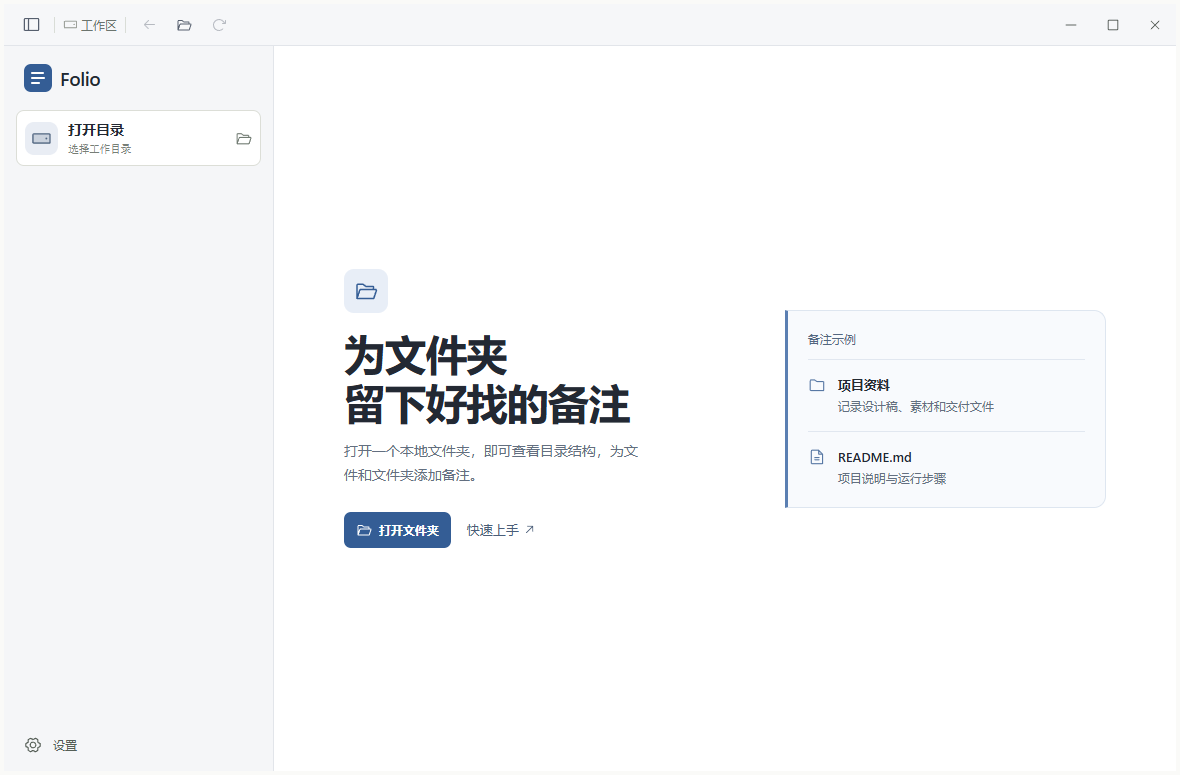 工作区
Folio
打开目录
选择工作目录
为文件夹
留下好找的备注
打开一个本地文件夹，即可查看目录结构，为文
件和文件夹添加备注。
打开文件夹
快速上手
备注示例
项目资料
记录设计稿、素材和交付文件
README.md
项目说明与运行步骤
设置